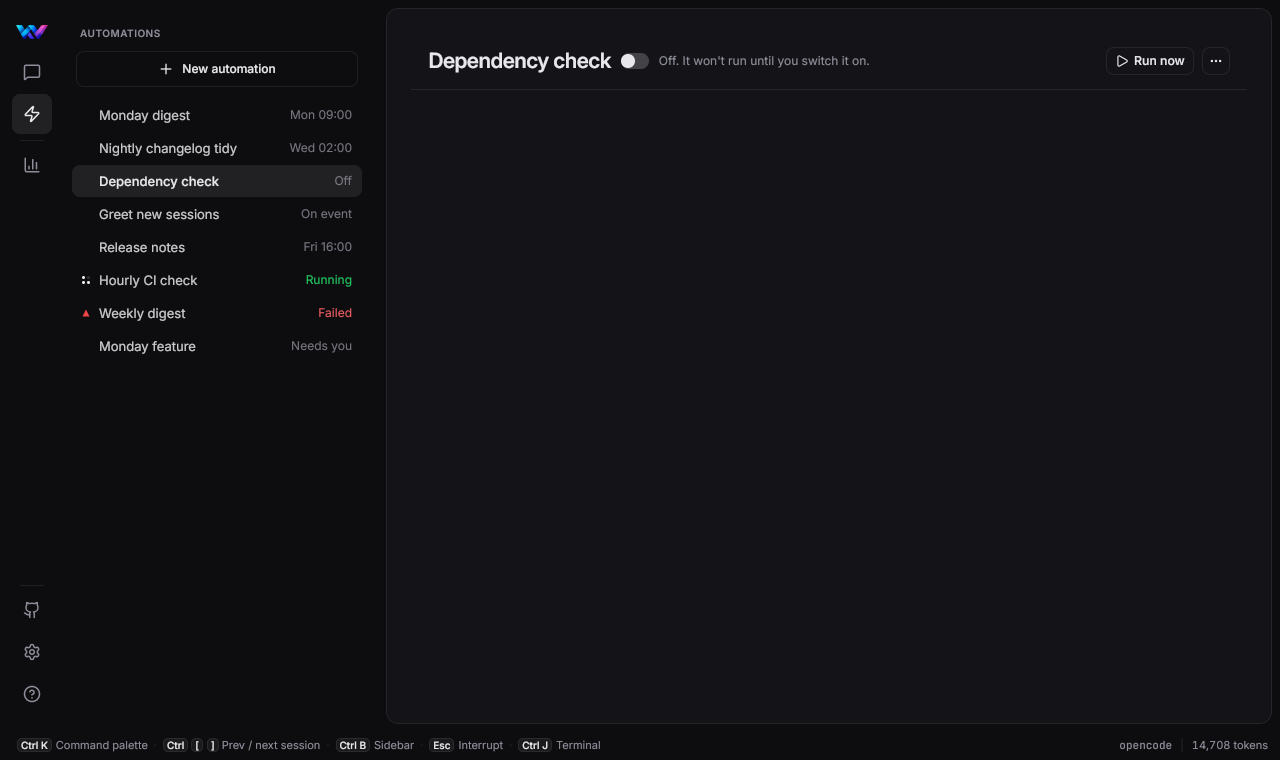 AUTOMATIONS
New automation
Monday digest Mon 09:00
Nightly changelog tidy Wed 02:00
Dependency check Off
Greet new sessions On event
Release notes Fri 16:00
Hourly CI check Running
Weekly digest Failed
Monday feature Needs you
Dependency check Off. It won't run until you switch it on. Run now
Ctrl K Command palette · Ctrl [ ] Prev / next session · Ctrl B Sidebar · Esc Interrupt · Ctrl J Terminal opencode 14,708 tokens